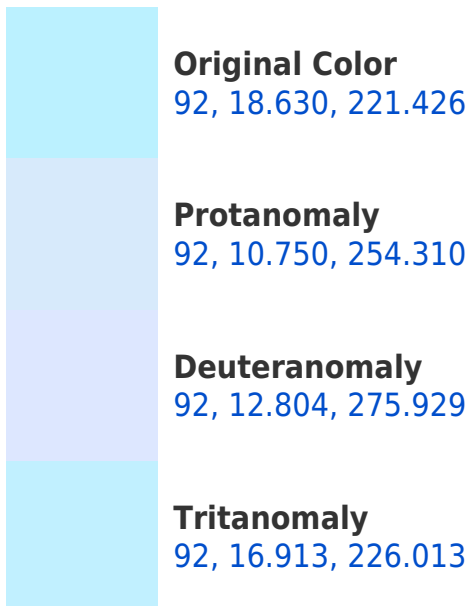 Original Color
92, 18.630, 221.426
Protanomaly
92, 10.750, 254.310
Deuteranomaly
92, 12.804, 275.929
Tritanomaly
92, 16.913, 226.013